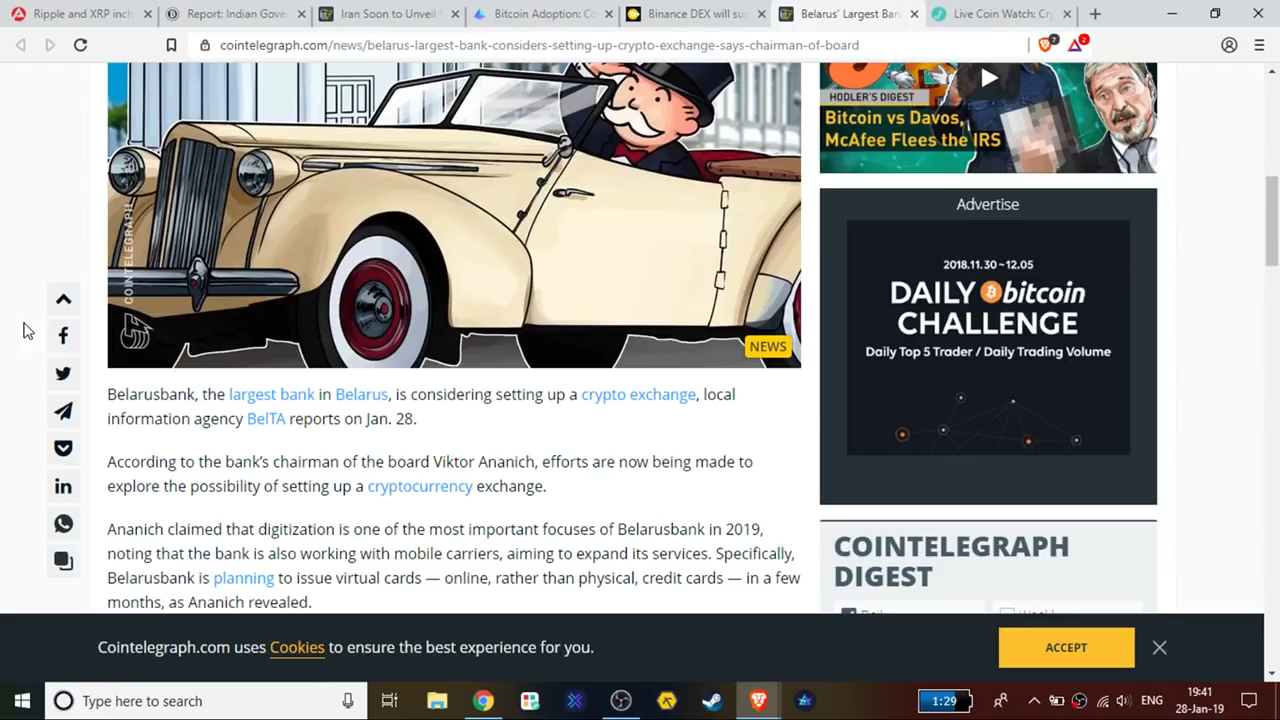 Ripple and XRP incl
Report: Indian Gove
Iran Soon to Unveil
Bitcoin Adoption: Co
Binance DEX will su
Belarus' Largest Ban
Live Coin Watch: Cr
cointelegraph.com/news/belarus-largest-bank-considers-setting-up-crypto-exchange-says-chairman-of-board
7
2
HODLER'S DIGEST
Bitcoin vs Davos,
McAfee Flees the IRS
COINTELEGRAPH
NEWS
Advertise
2018.11.30~12.05
DAILY bitcoin
CHALLENGE
Daily Top 5 Trader / Daily Trading Volume
Belarusbank, the largest bank in Belarus, is considering setting up a crypto exchange, local
information agency BelTA reports on Jan. 28.
According to the bank's chairman of the board Viktor Ananich, efforts are now being made to
explore the possibility of setting up a cryptocurrency exchange.
Ananich claimed that digitization is one of the most important focuses of Belarusbank in 2019,
noting that the bank is also working with mobile carriers, aiming to expand its services. Specifically,
Belarusbank is planning to issue virtual cards — online, rather than physical, credit cards — in a few
months, as Ananich revealed.
COINTELEGRAPH
DIGEST
Cointelegraph.com uses Cookies to ensure the best experience for you.
ACCEPT
Type here to search
1:29
ENG
19:41
28-Jan-19